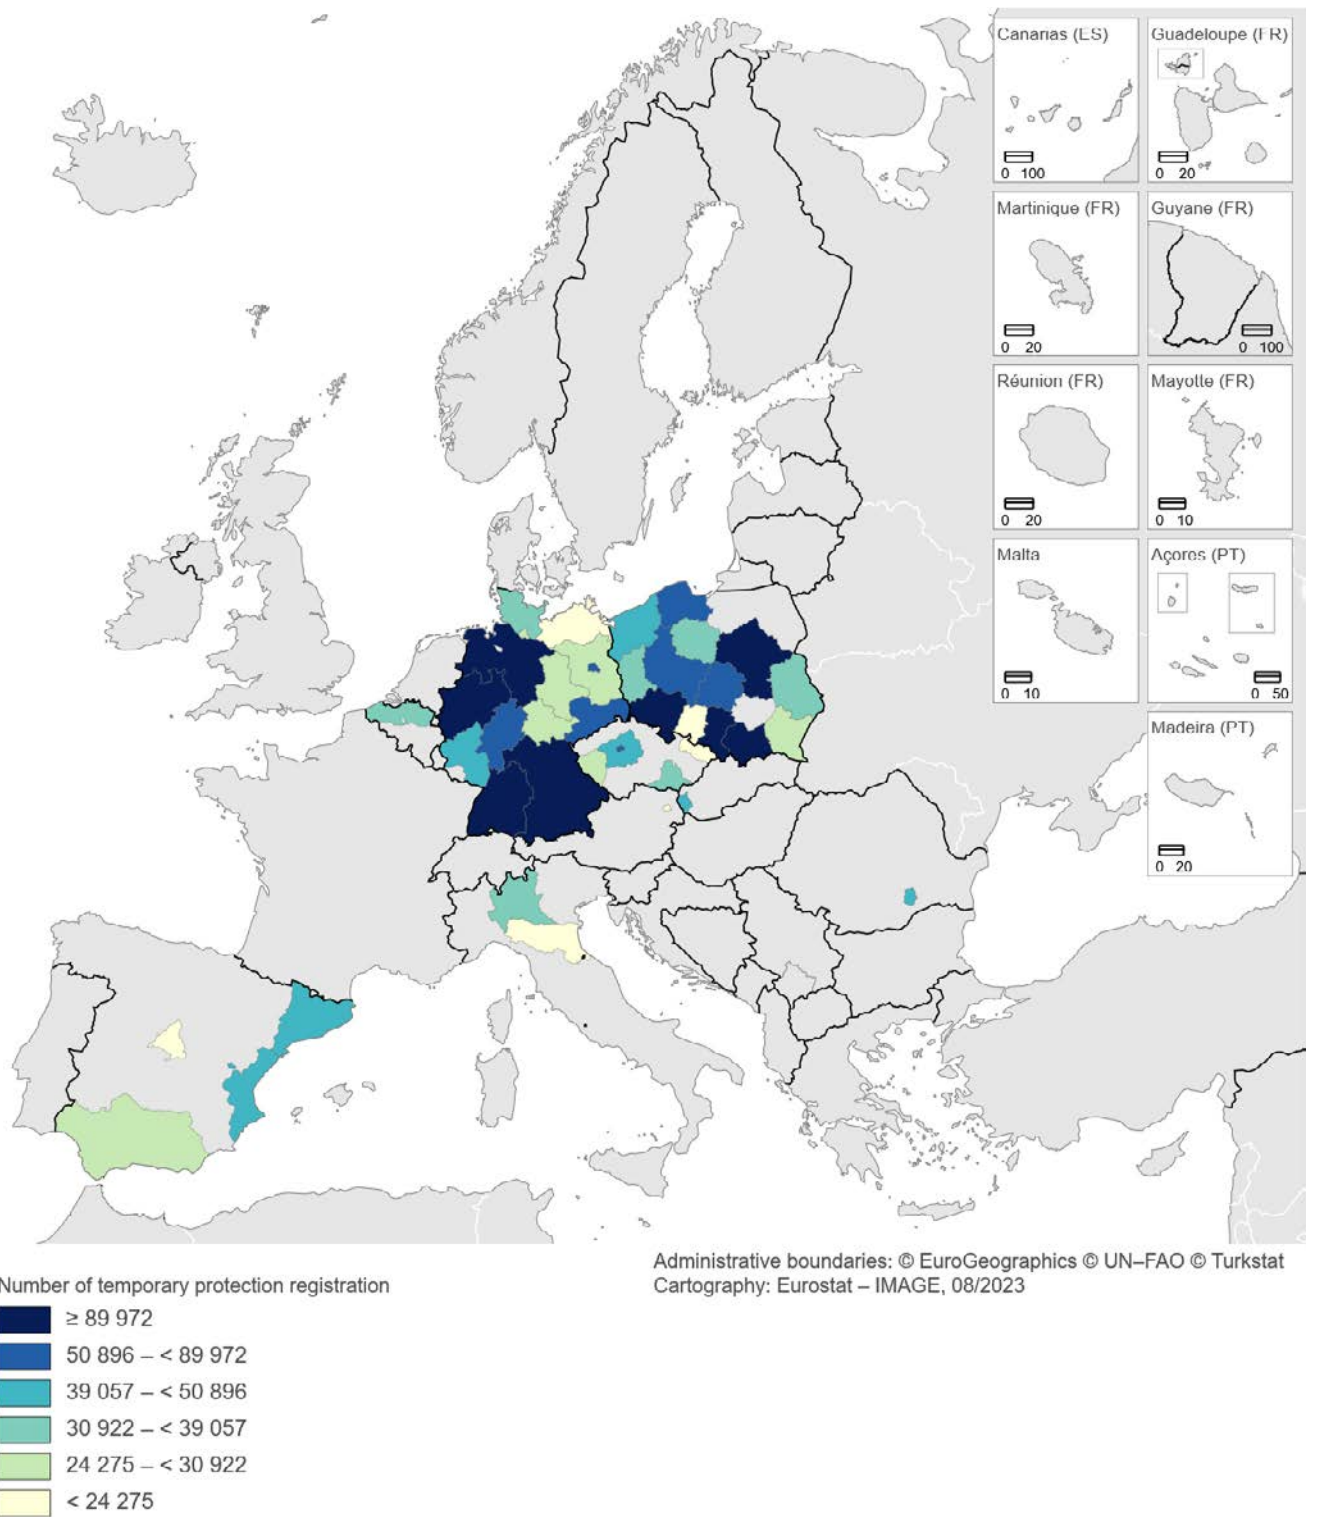 Canarias (ES)
0 100
Guadeloupe (FR)
0 20
Martinique (FR)
0 20
Guyane (FR)
0 100
Réunion (FR)
0 20
Mayotte (FR)
0 10
Malta
0 10
Açores (PT)
0 50
Madeira (PT)
0 20
Administrative boundaries: © EuroGeographics © UN–FAO © Turkstat
Cartography: Eurostat – IMAGE, 08/2023
Number of temporary protection registration
≥ 89 972
50 896 – < 89 972
39 057 – < 50 896
30 922 – < 39 057
24 275 – < 30 922
< 24 275